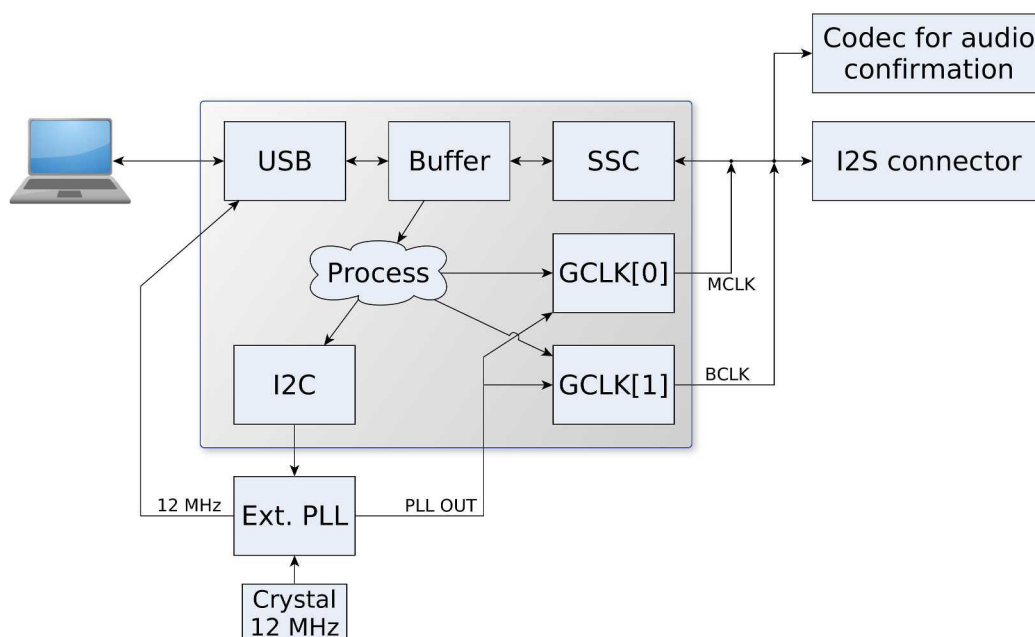 Codec for audio
confirmation
USB
Buffer
SSC
I2S connector
Process
GCLK[0]
MCLK
I2C
GCLK[1]
BCLK
12 MHz
Ext. PLL
PLL OUT
Crystal
12 MHz